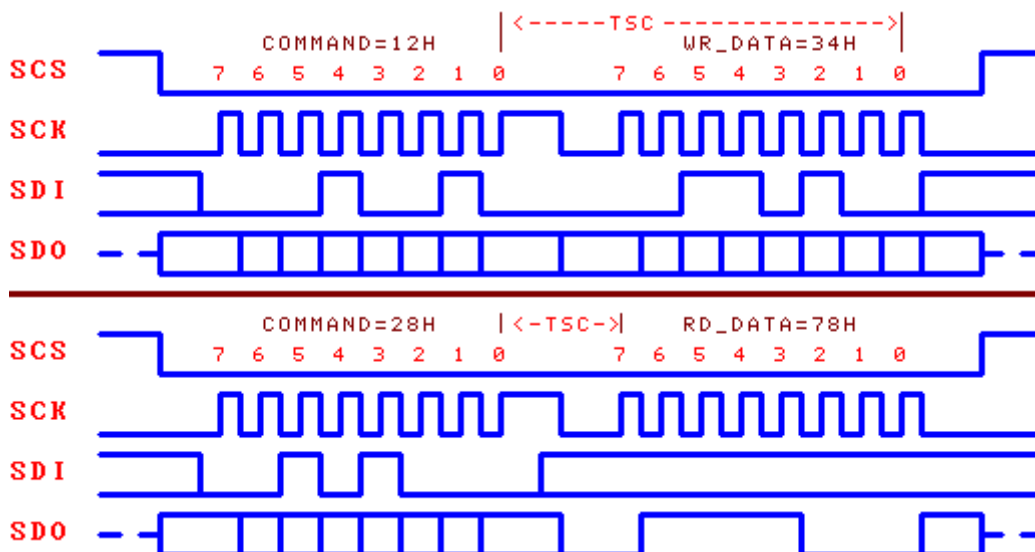 |<-----TSC --------------->|
COMMAND=12H WR_DATA=34H
SCS
7 6 5 4 3 2 1 0 7 6 5 4 3 2 1 0
SCK
SDI
SDO
COMMAND=28H |<-TSC->| RD_DATA=78H
SCS
7 6 5 4 3 2 1 0 7 6 5 4 3 2 1 0
SCK
SDI
SDO